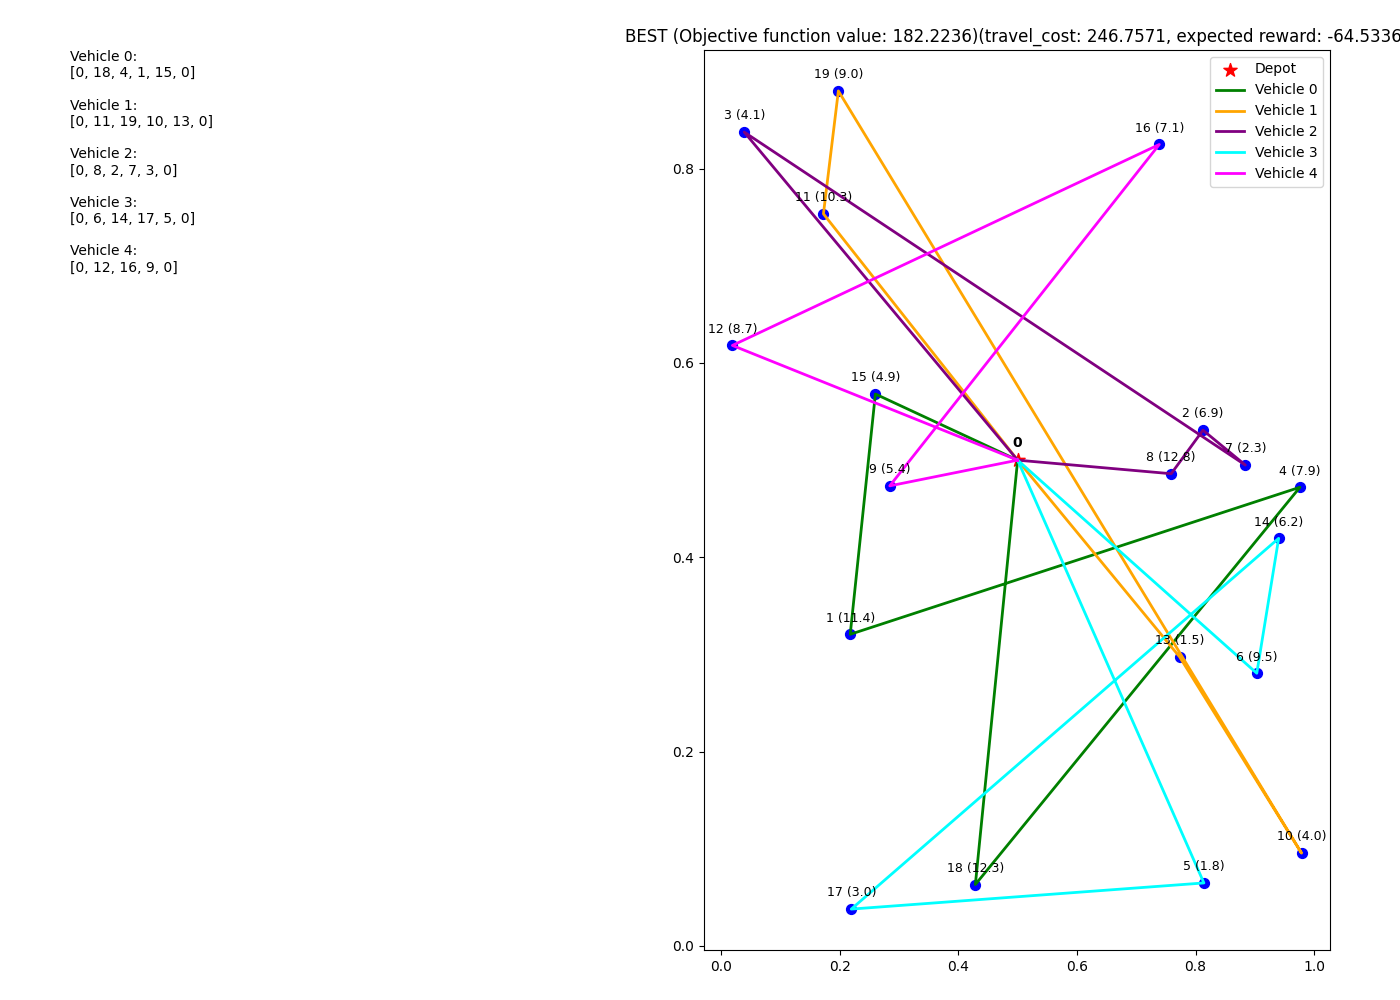 BEST (Objective function value: 182.2236)(travel_cost: 246.7571, expected reward: -64.5336
Vehicle 0:
[0, 18, 4, 1, 15, 0]
Vehicle 1:
[0, 11, 19, 10, 13, 0]
Vehicle 2:
[0, 8, 2, 7, 3, 0]
Vehicle 3:
[0, 6, 14, 17, 5, 0]
Vehicle 4:
[0, 12, 16, 9, 0]
Depot
Vehicle 0
Vehicle 1
Vehicle 2
Vehicle 3
Vehicle 4
19 (9.0)
3 (4.1)
16 (7.1)
11 (10.3)
12 (8.7)
15 (4.9)
2 (6.9)
0
7 (2.3)
8 (12.8)
9 (5.4)
4 (7.9)
14 (6.2)
1 (11.4)
13 (1.5)
6 (9.5)
10 (4.0)
18 (12.3)
5 (1.8)
17 (3.0)
0.8
0.6
0.4
0.2
0.0
0.0
0.2
0.4
0.6
0.8
1.0